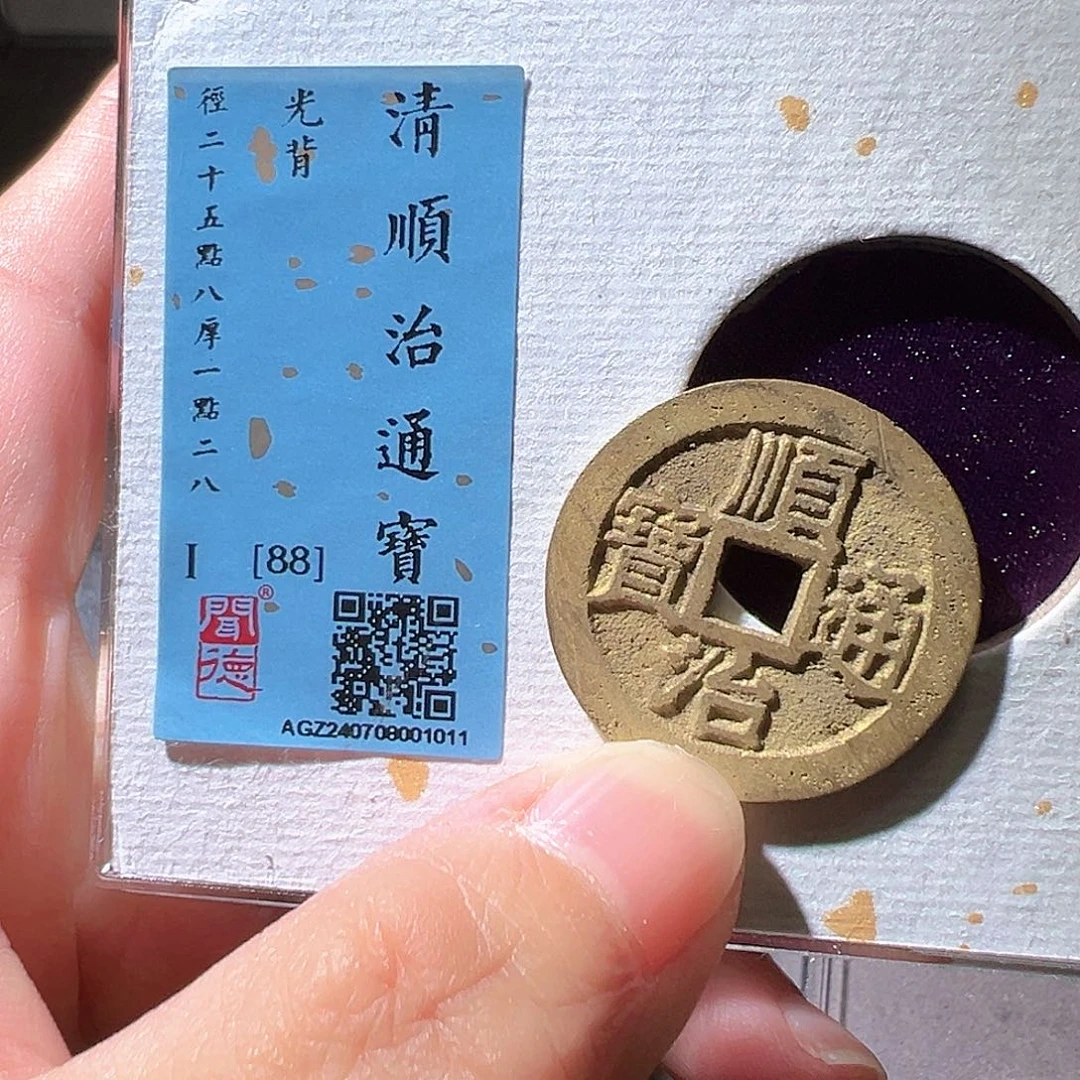 清順治通寶
光背
徑二十五點八厚一點二八
I [88]
聞德®
AGZ240708001011
順治通寶